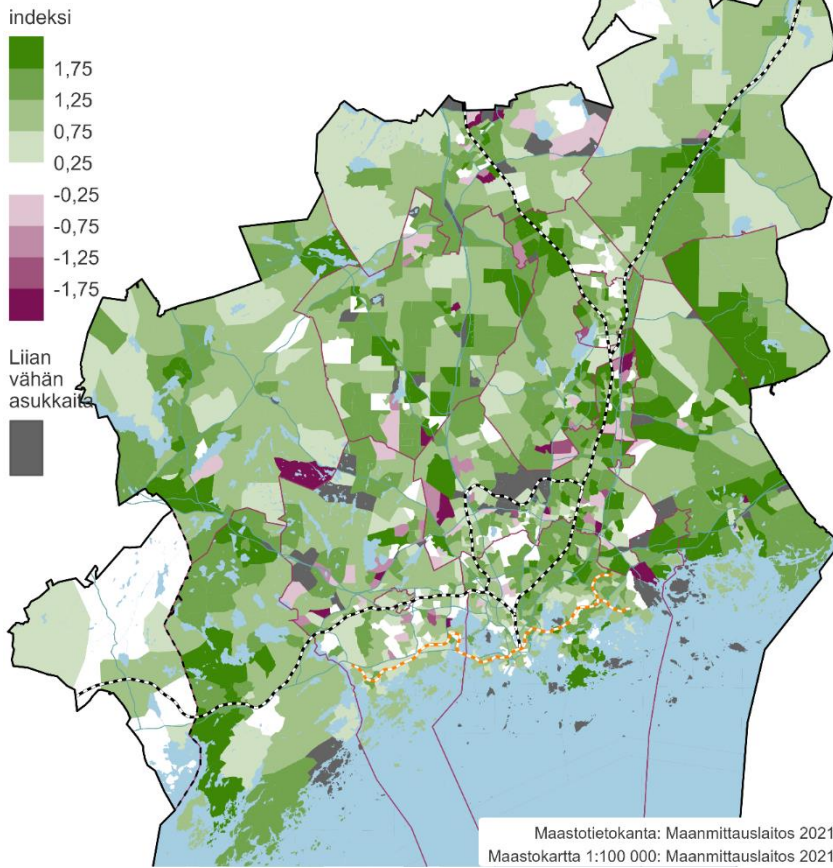 indeksi
1,75
1,25
0,75
0,25
-0,25
-0,75
-1,25
-1,75
Liian
vähän
asukkaita
Maastotietokanta: Maanmittauslaitos 2021
Maastokartta 1:100 000: Maanmittauslaitos 2021